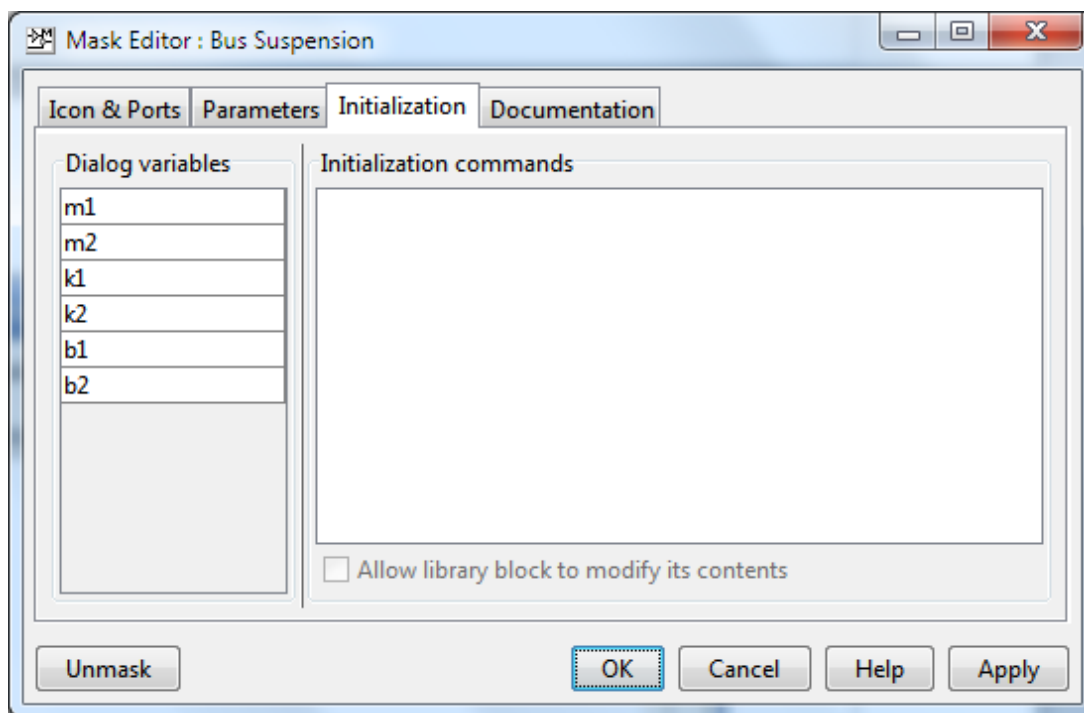 Mask Editor : Bus Suspension
Icon & Ports Parameters Initialization Documentation
Dialog variables
Initialization commands
m1
m2
k1
k2
b1
b2
Allow library block to modify its contents
Unmask OK Cancel Help Apply